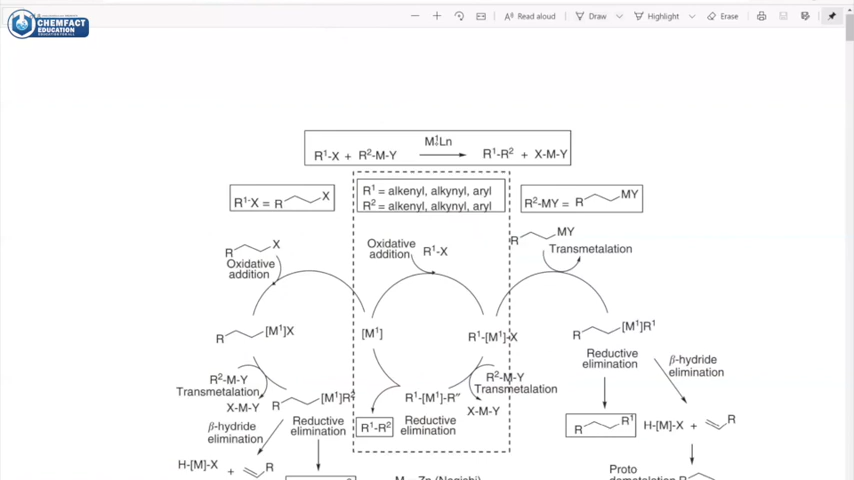 CHEMFACT
EDUCATION
Read aloud
Draw
Highlight
Erase
M¹Ln
R¹-X + R²-M-Y → R¹-R² + X-M-Y
R¹-X = R X
R¹ = alkenyl, alkynyl, aryl
R² = alkenyl, alkynyl, aryl
R²-MY = R MY
R X
Oxidative
addition
Oxidative
addition
R¹-X
R MY
Transmetalation
R [M¹]X
[M¹]
R¹-[M¹]-X
R [M¹]R¹
Reductive
elimination
β-hydride
elimination
R²-M-Y
Transmetalation
X-M-Y
R [M¹]R²
R¹-[M¹]-R″
R²-M-Y
Transmetalation
X-M-Y
β-hydride
elimination
Reductive
elimination
R¹-R²
Reductive
elimination
R R¹
H-[M]-X + R
H-[M]-X + R
Proto
demetalation
R
M = Zn (Negishi)